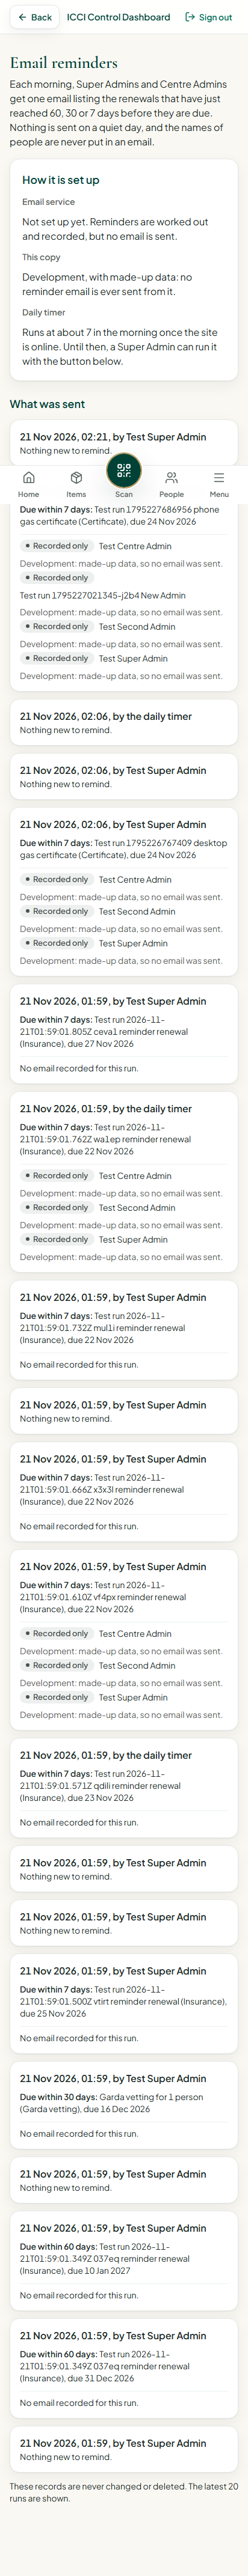 Back
ICCI Control Dashboard
Sign out
Email reminders
Each morning, Super Admins and Centre Admins
get one email listing the renewals that have just
reached 60, 30 or 7 days before they are due.
Nothing is sent on a quiet day, and the names of
people are never put in an email.
How it is set up
Email service
Not set up yet. Reminders are worked out
and recorded, but no email is sent.
This copy
Development, with made-up data: no
reminder email is ever sent from it.
Daily timer
Runs at about 7 in the morning once the site
is online. Until then, a Super Admin can run it
with the button below.
What was sent
21 Nov 2026, 02:21, by Test Super Admin
Nothing new to remind.
Home
Items
Scan
People
Menu
Due within 7 days: Test run 1795227686956 phone
gas certificate (Certificate), due 24 Nov 2026
Recorded only Test Centre Admin
Development: made-up data, so no email was sent.
Recorded only
Test run 1795227021345-j2b4 New Admin
Development: made-up data, so no email was sent.
Recorded only Test Second Admin
Development: made-up data, so no email was sent.
Recorded only Test Super Admin
Development: made-up data, so no email was sent.
21 Nov 2026, 02:06, by the daily timer
Nothing new to remind.
21 Nov 2026, 02:06, by Test Super Admin
Nothing new to remind.
21 Nov 2026, 02:06, by Test Super Admin
Due within 7 days: Test run 1795226767409 desktop
gas certificate (Certificate), due 24 Nov 2026
Recorded only Test Centre Admin
Development: made-up data, so no email was sent.
Recorded only Test Second Admin
Development: made-up data, so no email was sent.
Recorded only Test Super Admin
Development: made-up data, so no email was sent.
21 Nov 2026, 01:59, by Test Super Admin
Due within 7 days: Test run 2026-11-
21T01:59:01.805Z ceva1 reminder renewal
(Insurance), due 27 Nov 2026
No email recorded for this run.
21 Nov 2026, 01:59, by the daily timer
Due within 7 days: Test run 2026-11-
21T01:59:01.762Z wa1ep reminder renewal
(Insurance), due 22 Nov 2026
Recorded only Test Centre Admin
Development: made-up data, so no email was sent.
Recorded only Test Second Admin
Development: made-up data, so no email was sent.
Recorded only Test Super Admin
Development: made-up data, so no email was sent.
21 Nov 2026, 01:59, by Test Super Admin
Due within 7 days: Test run 2026-11-
21T01:59:01.732Z mul1i reminder renewal
(Insurance), due 22 Nov 2026
No email recorded for this run.
21 Nov 2026, 01:59, by Test Super Admin
Nothing new to remind.
21 Nov 2026, 01:59, by Test Super Admin
Due within 7 days: Test run 2026-11-
21T01:59:01.666Z x3x3l reminder renewal
(Insurance), due 22 Nov 2026
No email recorded for this run.
21 Nov 2026, 01:59, by Test Super Admin
Due within 7 days: Test run 2026-11-
21T01:59:01.610Z vf4px reminder renewal
(Insurance), due 22 Nov 2026
Recorded only Test Centre Admin
Development: made-up data, so no email was sent.
Recorded only Test Second Admin
Development: made-up data, so no email was sent.
Recorded only Test Super Admin
Development: made-up data, so no email was sent.
21 Nov 2026, 01:59, by the daily timer
Due within 7 days: Test run 2026-11-
21T01:59:01.571Z qdili reminder renewal
(Insurance), due 23 Nov 2026
No email recorded for this run.
21 Nov 2026, 01:59, by Test Super Admin
Nothing new to remind.
21 Nov 2026, 01:59, by Test Super Admin
Nothing new to remind.
21 Nov 2026, 01:59, by Test Super Admin
Due within 7 days: Test run 2026-11-
21T01:59:01.500Z vtirt reminder renewal (Insurance),
due 25 Nov 2026
No email recorded for this run.
21 Nov 2026, 01:59, by Test Super Admin
Due within 30 days: Garda vetting for 1 person
(Garda vetting), due 16 Dec 2026
No email recorded for this run.
21 Nov 2026, 01:59, by Test Super Admin
Nothing new to remind.
21 Nov 2026, 01:59, by Test Super Admin
Due within 60 days: Test run 2026-11-
21T01:59:01.349Z 037eq reminder renewal
(Insurance), due 10 Jan 2027
No email recorded for this run.
21 Nov 2026, 01:59, by Test Super Admin
Due within 60 days: Test run 2026-11-
21T01:59:01.349Z 037eq reminder renewal
(Insurance), due 31 Dec 2026
No email recorded for this run.
21 Nov 2026, 01:59, by Test Super Admin
Nothing new to remind.
These records are never changed or deleted. The latest 20
runs are shown.